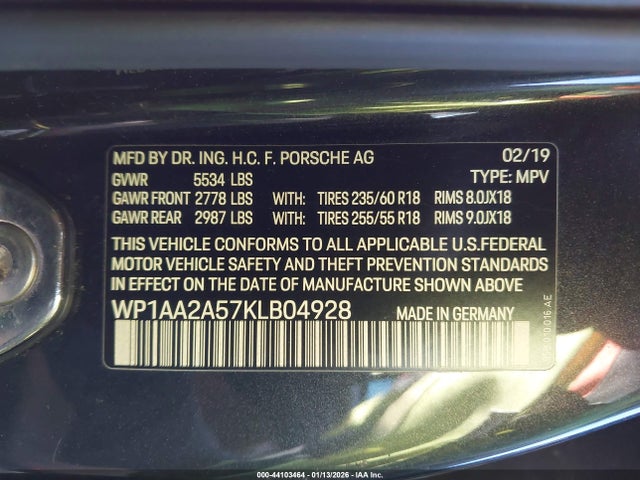 MFD BY DR. ING. H.C. F. PORSCHE AG 02/19
GVWR 5534 LBS TYPE: MPV
GAWR FRONT 2778 LBS WITH: TIRES 235/60 R18 RIMS 8.0JX18
GAWR REAR 2987 LBS WITH: TIRES 255/55 R18 RIMS 9.0JX18
THIS VEHICLE CONFORMS TO ALL APPLICABLE U.S.FEDERAL
MOTOR VEHICLE SAFETY AND THEFT PREVENTION STANDARDS
IN EFFECT ON THE DATE OF MANUFACTURE SHOWN ABOVE
WP1AA2A57KLB04928 MADE IN GERMANY
000-44103464 - 01/13/2026 - IAA Inc.